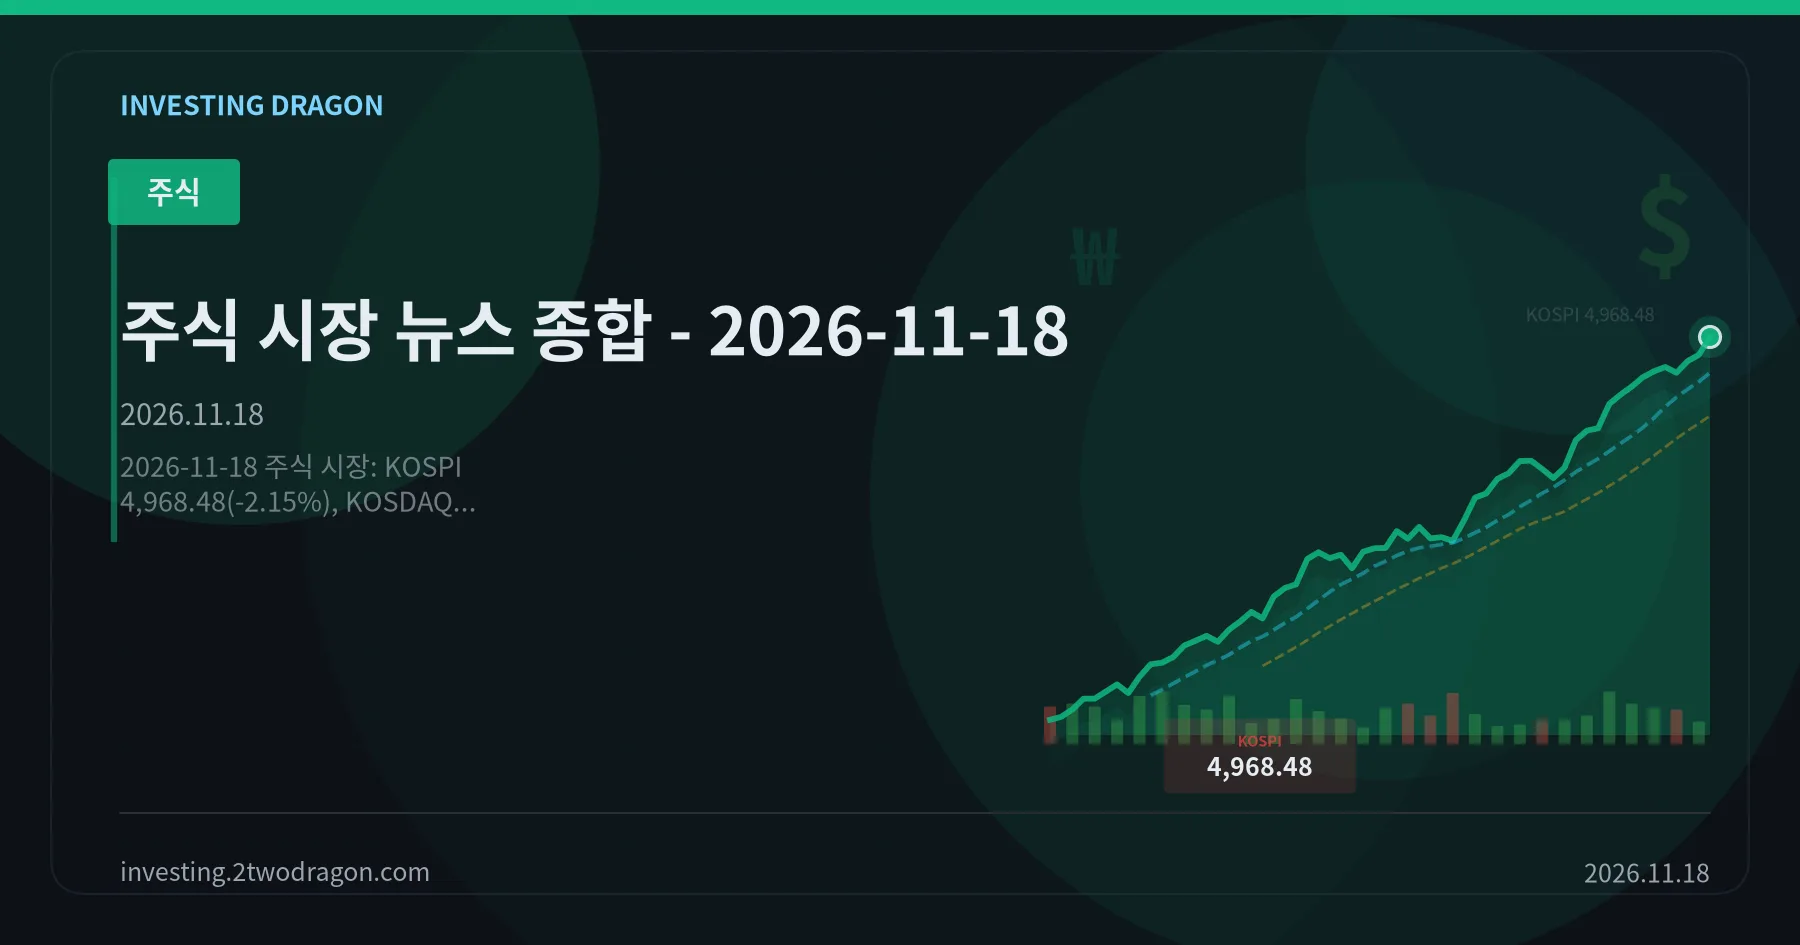 INVESTING DRAGON
주식
주식 시장 뉴스 종합 - 2026-11-18
2026.11.18
2026-11-18 주식 시장: KOSPI
4,968.48(-2.15%), KOSDAQ...
₩
$
KOSPI 4,968.48
KOSPI
4,968.48
investing.2twodragon.com
2026.11.18